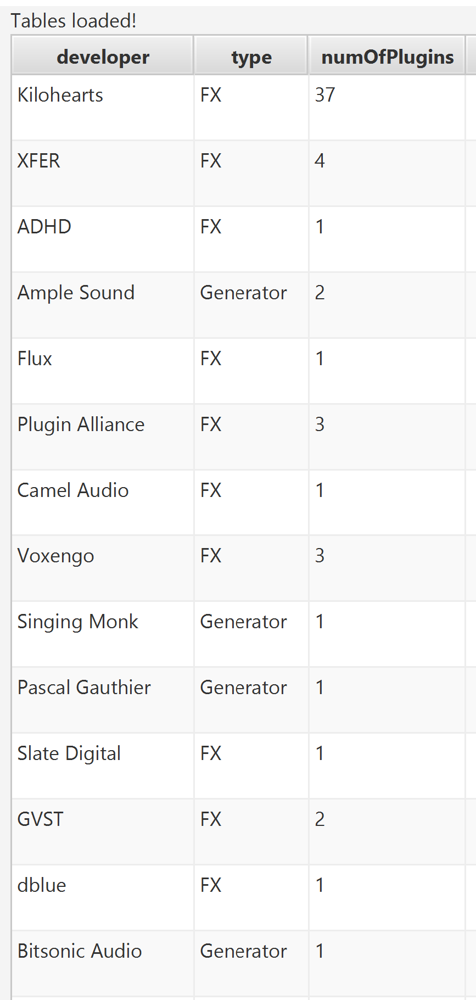 Tables loaded!
developer type numOfPlugins
Kilohearts FX 37
XFER FX 4
ADHD FX 1
Ample Sound Generator 2
Flux FX 1
Plugin Alliance FX 3
Camel Audio FX 1
Voxengo FX 3
Singing Monk Generator 1
Pascal Gauthier Generator 1
Slate Digital FX 1
GVST FX 2
dblue FX 1
Bitsonic Audio Generator 1